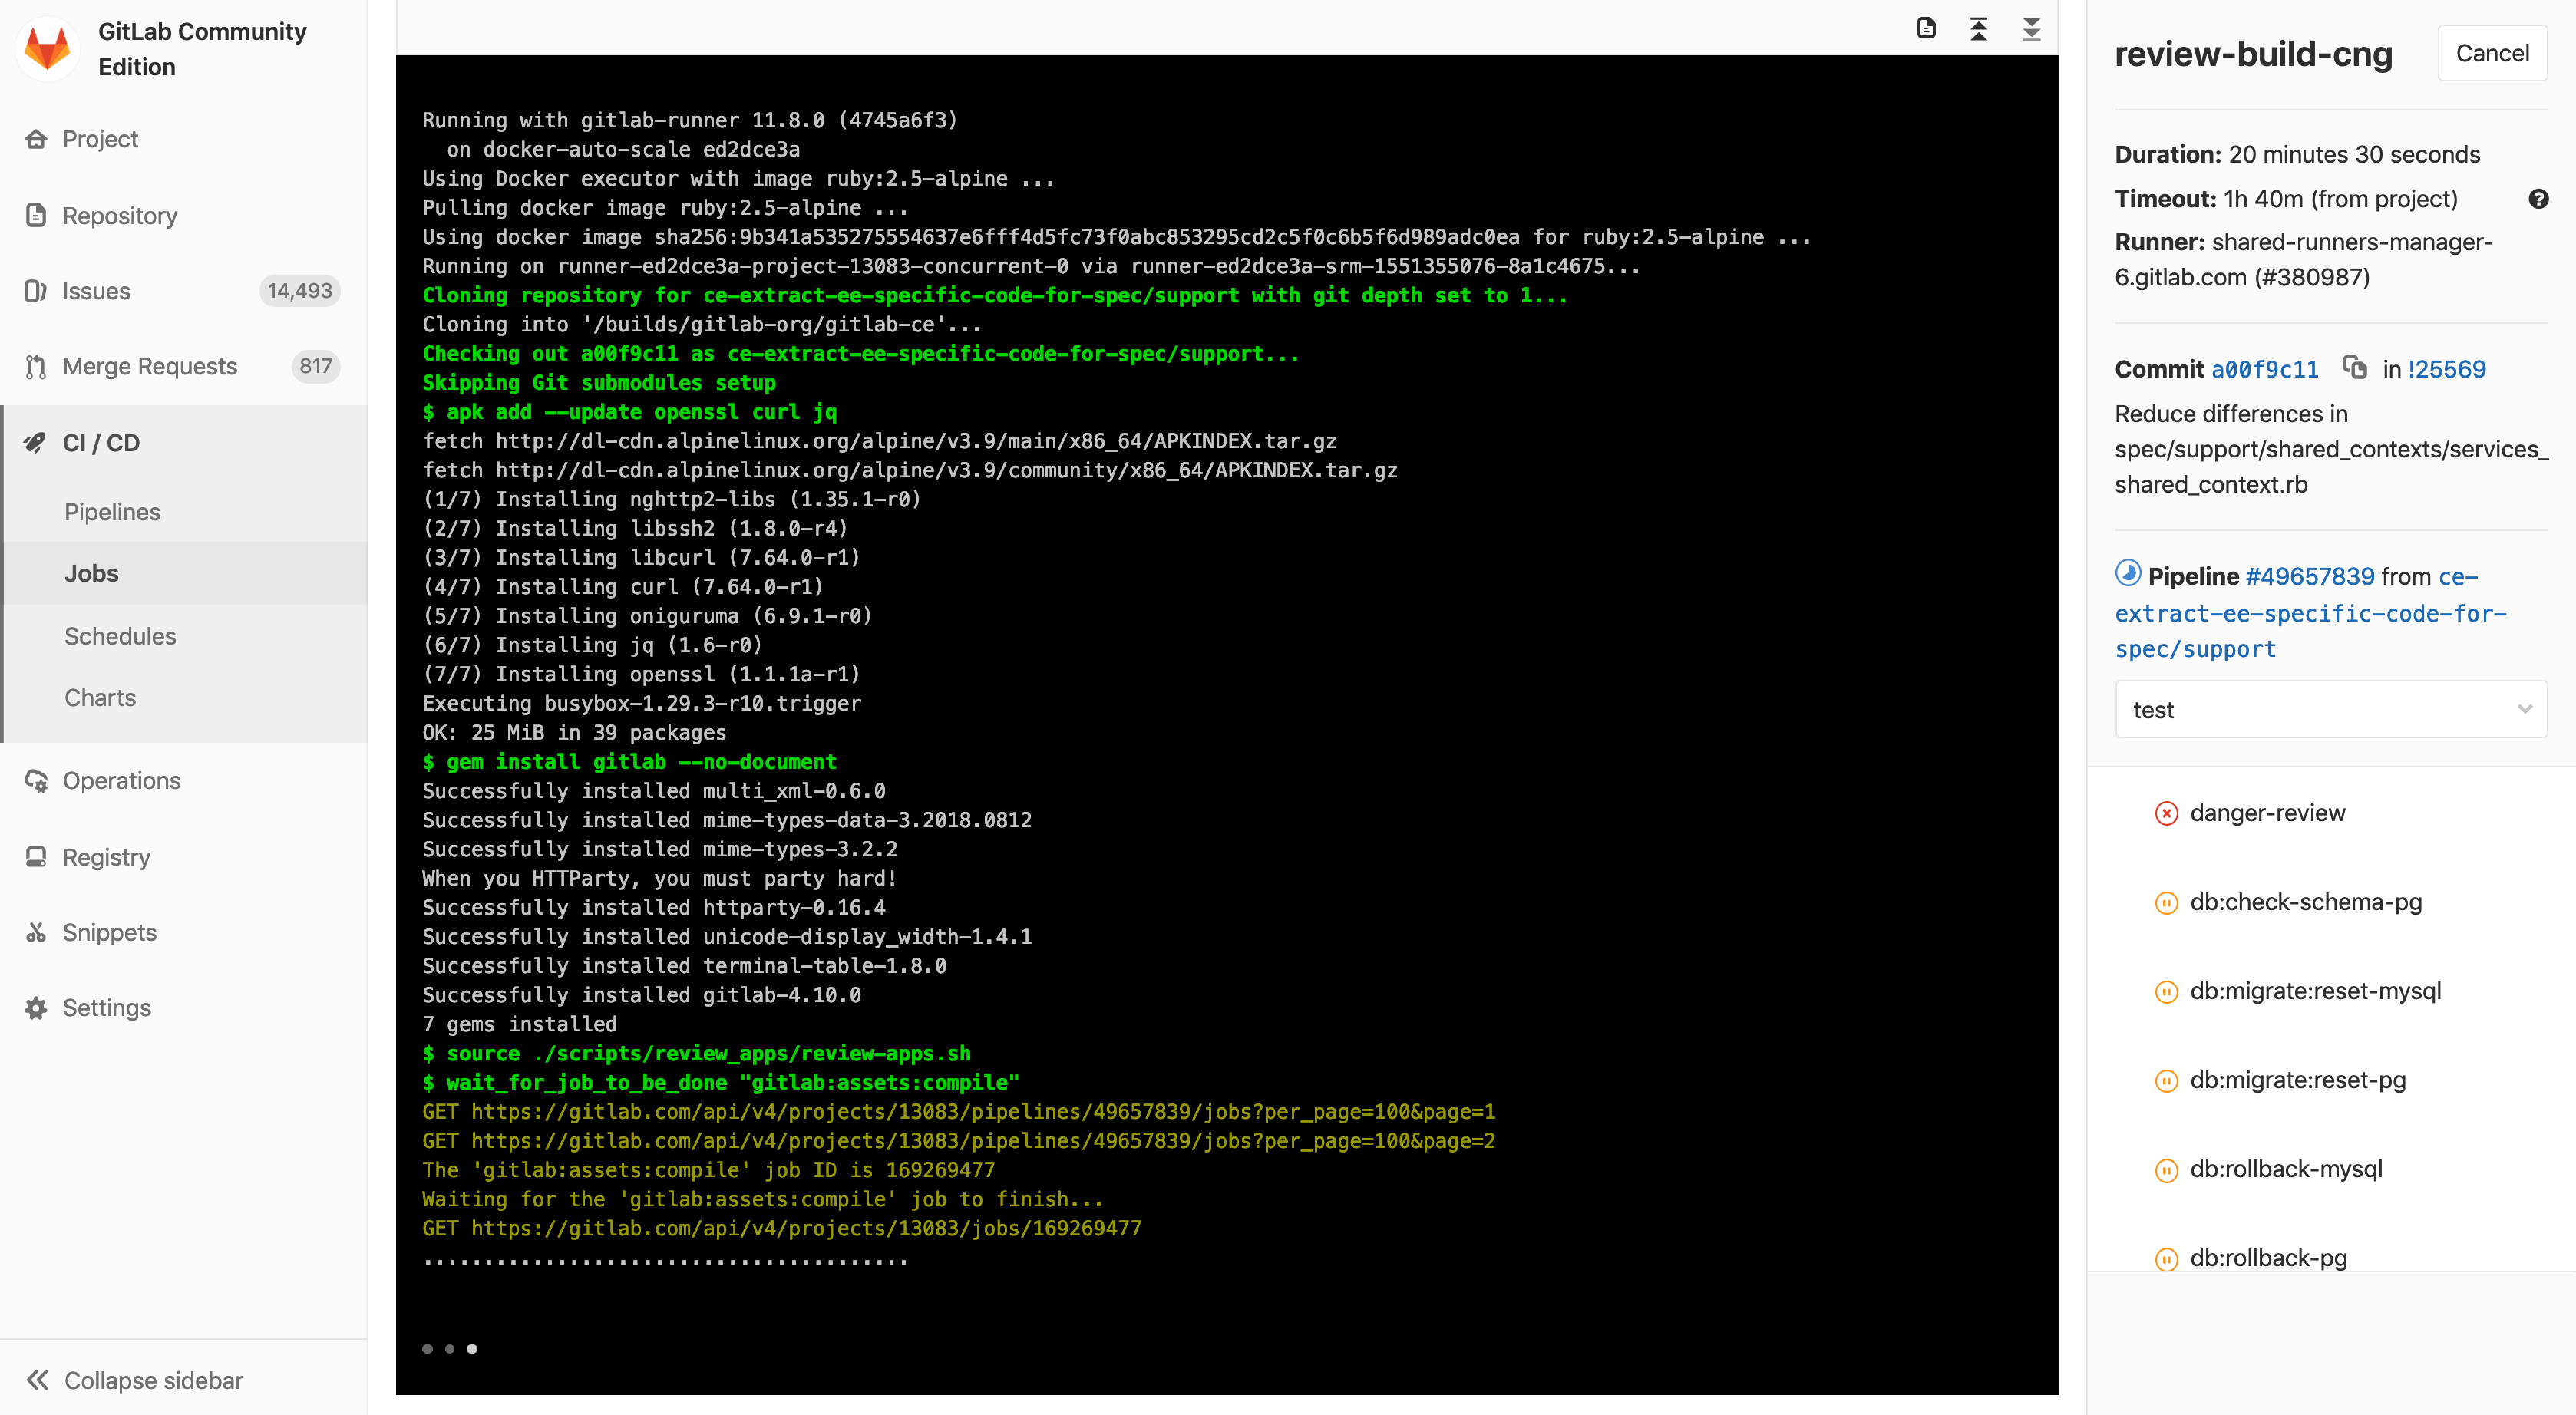 GitLab Community
Edition
Project
Repository
Issues 14,493
Merge Requests 817
CI / CD
Pipelines
Jobs
Schedules
Charts
Operations
Registry
Snippets
Settings
Collapse sidebar
Running with gitlab-runner 11.8.0 (4745a6f3)
on docker-auto-scale ed2dce3a
Using Docker executor with image ruby:2.5-alpine ...
Pulling docker image ruby:2.5-alpine ...
Using docker image sha256:9b341a535275554637e6fff4d5fc73f0abc853295cd2c5f0c6b5f6d989adc0ea for ruby:2.5-alpine ...
Running on runner-ed2dce3a-project-13083-concurrent-0 via runner-ed2dce3a-srm-1551355076-8a1c4675...
Cloning repository for ce-extract-ee-specific-code-for-spec/support with git depth set to 1...
Cloning into '/builds/gitlab-org/gitlab-ce'...
Checking out a00f9c11 as ce-extract-ee-specific-code-for-spec/support...
Skipping Git submodules setup
$ apk add --update openssl curl jq
fetch http://dl-cdn.alpinelinux.org/alpine/v3.9/main/x86_64/APKINDEX.tar.gz
fetch http://dl-cdn.alpinelinux.org/alpine/v3.9/community/x86_64/APKINDEX.tar.gz
(1/7) Installing nghttp2-libs (1.35.1-r0)
(2/7) Installing libssh2 (1.8.0-r4)
(3/7) Installing libcurl (7.64.0-r1)
(4/7) Installing curl (7.64.0-r1)
(5/7) Installing oniguruma (6.9.1-r0)
(6/7) Installing jq (1.6-r0)
(7/7) Installing openssl (1.1.1a-r1)
Executing busybox-1.29.3-r10.trigger
OK: 25 MiB in 39 packages
$ gem install gitlab --no-document
Successfully installed multi_xml-0.6.0
Successfully installed mime-types-data-3.2018.0812
Successfully installed mime-types-3.2.2
When you HTTParty, you must party hard!
Successfully installed httparty-0.16.4
Successfully installed unicode-display_width-1.4.1
Successfully installed terminal-table-1.8.0
Successfully installed gitlab-4.10.0
7 gems installed
$ source ./scripts/review_apps/review-apps.sh
$ wait_for_job_to_be_done "gitlab:assets:compile"
GET https://gitlab.com/api/v4/projects/13083/pipelines/49657839/jobs?per_page=100&page=1
GET https://gitlab.com/api/v4/projects/13083/pipelines/49657839/jobs?per_page=100&page=2
The 'gitlab:assets:compile' job ID is 169269477
Waiting for the 'gitlab:assets:compile' job to finish...
GET https://gitlab.com/api/v4/projects/13083/jobs/169269477
........................................
review-build-cng
Cancel
Duration: 20 minutes 30 seconds
Timeout: 1h 40m (from project)
Runner: shared-runners-manager-
6.gitlab.com (#380987)
Commit a00f9c11 in !25569
Reduce differences in
spec/support/shared_contexts/services_
shared_context.rb
Pipeline #49657839 from ce-
extract-ee-specific-code-for-
spec/support
test
danger-review
db:check-schema-pg
db:migrate:reset-mysql
db:migrate:reset-pg
db:rollback-mysql
db:rollback-pg